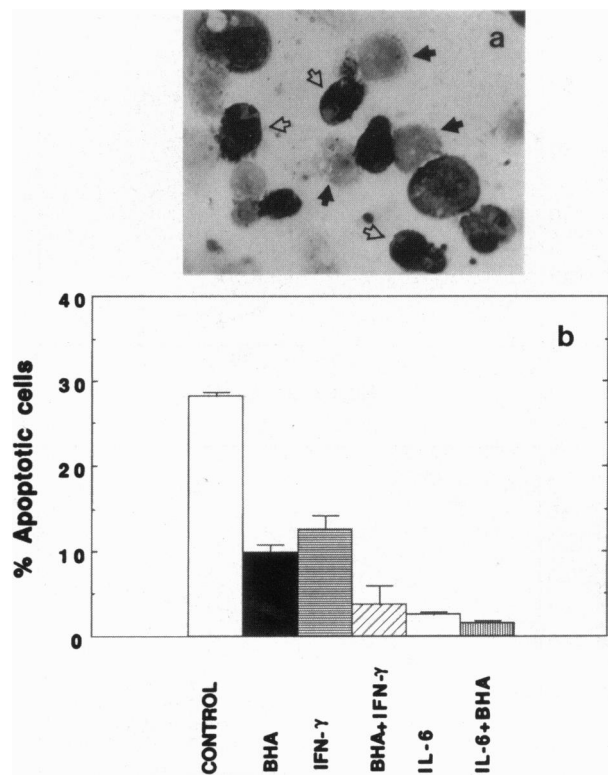 a
b
% Apoptotic cells
40
30
20
10
0
CONTROL
BHA
IFN-γ
BHA+IFN-γ
IL-6
IL-6+BHA